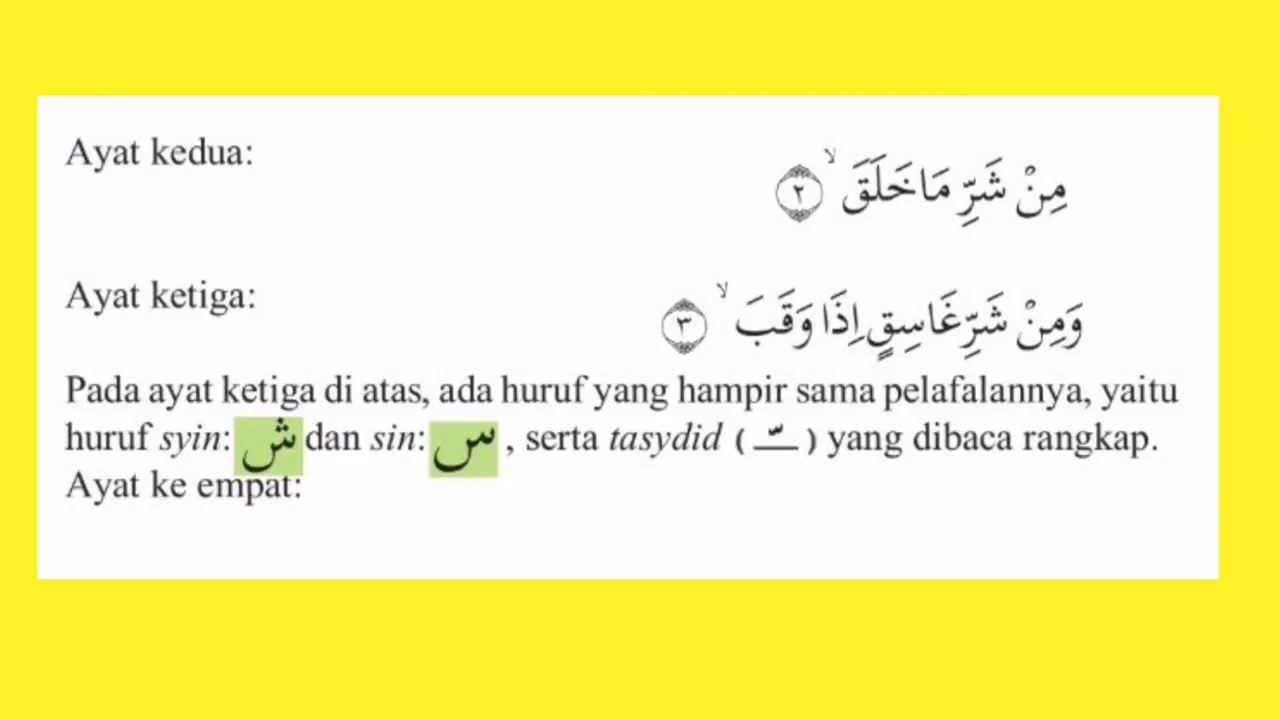 Ayat kedua:
مِنْ شَرِّ مَا خَلَقَ ۙ ٢
Ayat ketiga:
وَمِنْ شَرِّ غَاسِقٍ اِذَا وَقَبَ ۙ ٣
Pada ayat ketiga di atas, ada huruf yang hampir sama pelafalannya, yaitu
huruf syin: ش dan sin: س , serta tasydid ( ــّـ ) yang dibaca rangkap.
Ayat ke empat: